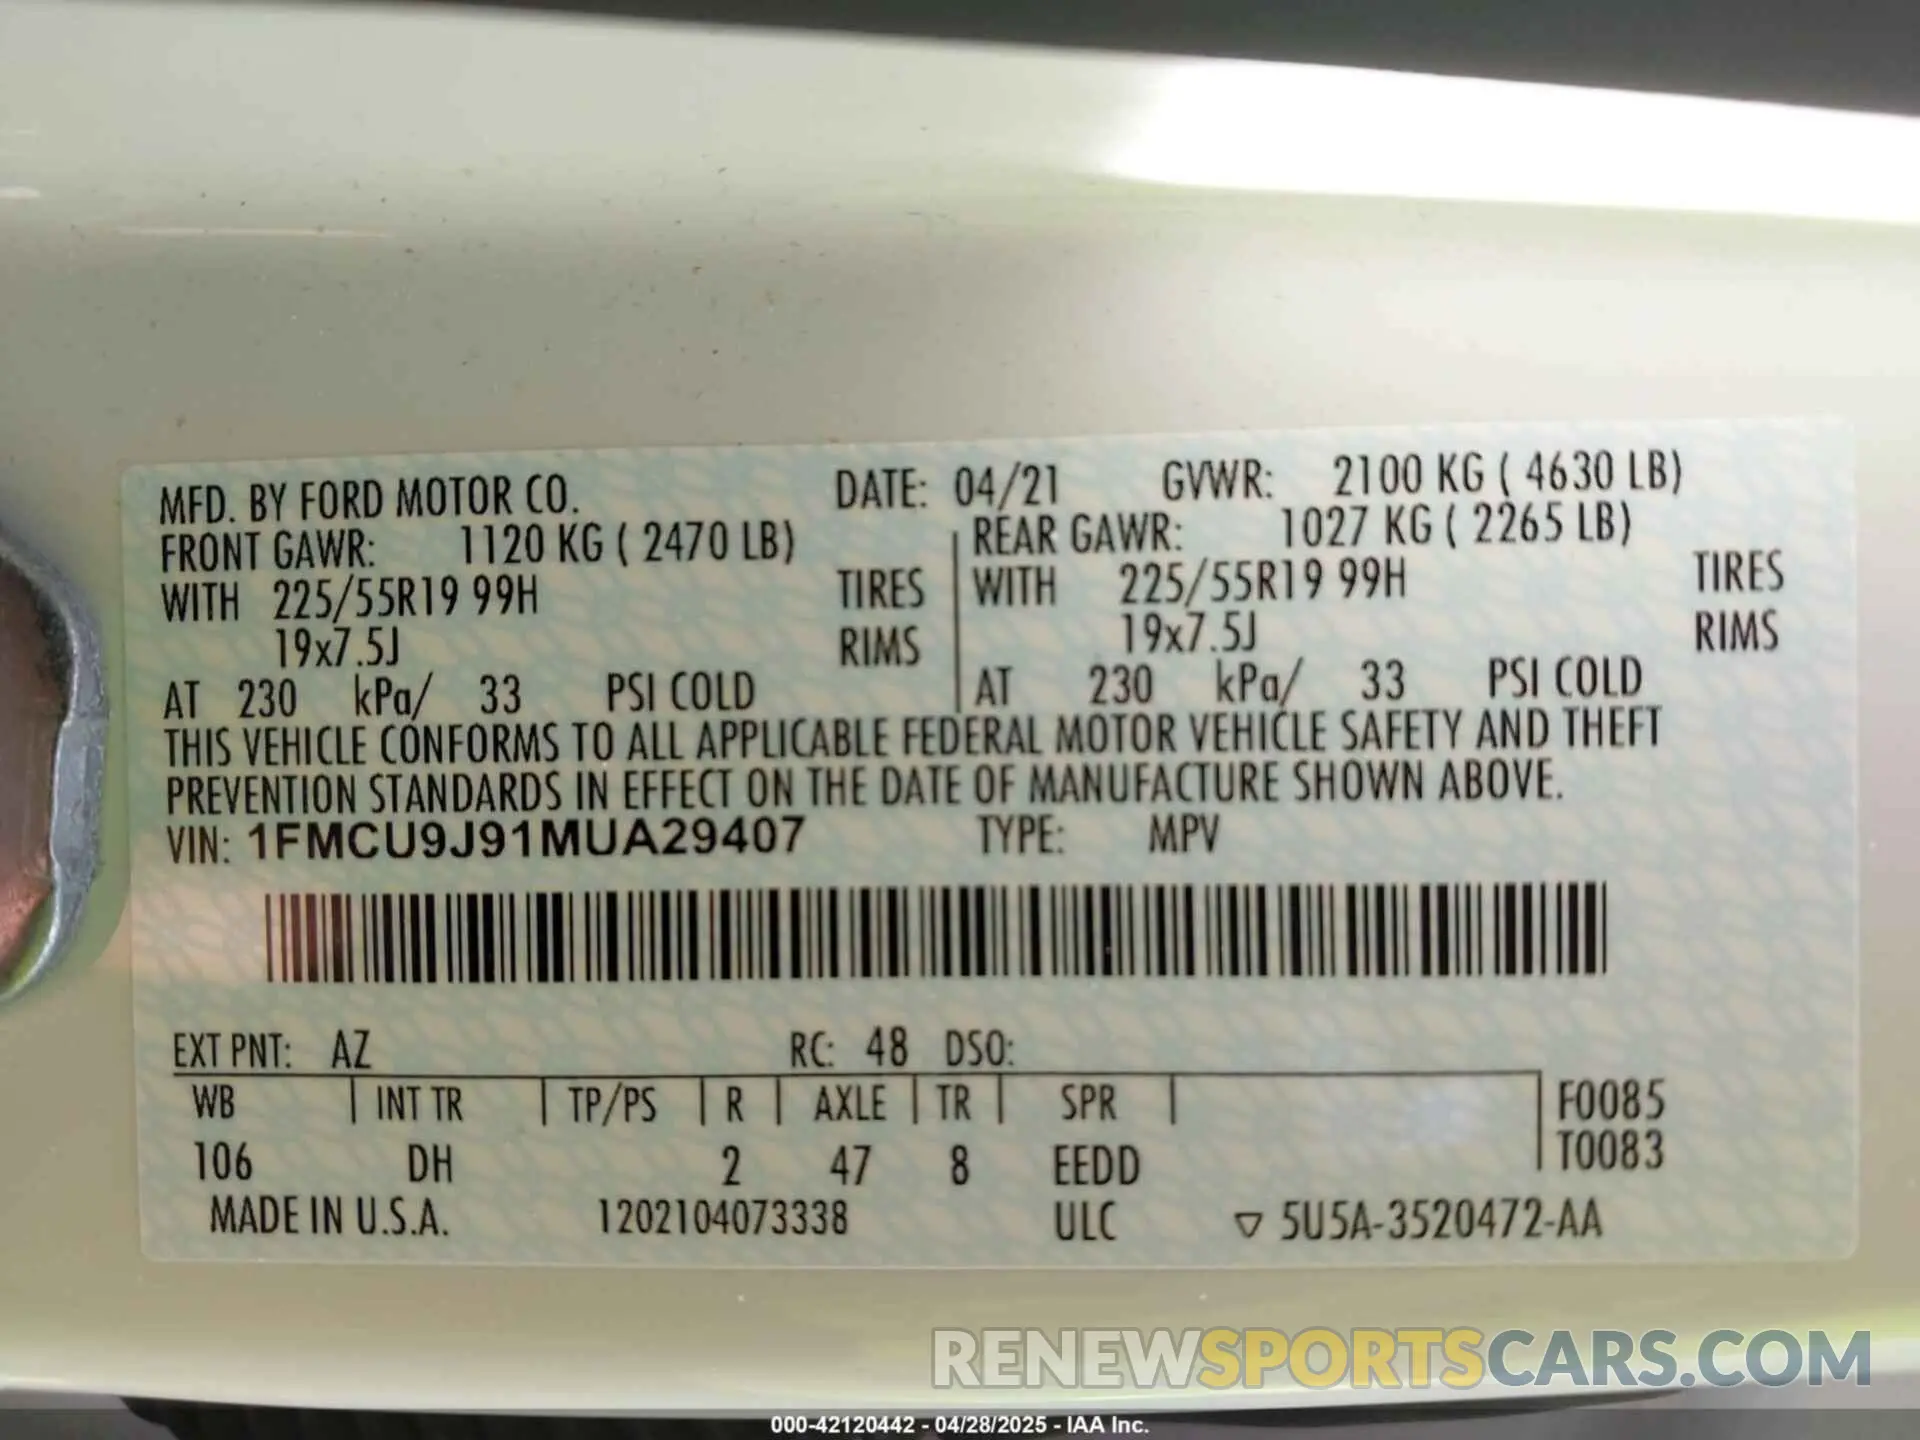 MFD. BY FORD MOTOR CO. DATE: 04/21 GVWR: 2100 KG ( 4630 LB)
FRONT GAWR: 1120 KG ( 2470 LB) REAR GAWR: 1027 KG ( 2265 LB)
WITH 225/55R19 99H TIRES WITH 225/55R19 99H TIRES
19x7.5J RIMS 19x7.5J RIMS
AT 230 kPa/ 33 PSI COLD AT 230 kPa/ 33 PSI COLD
THIS VEHICLE CONFORMS TO ALL APPLICABLE FEDERAL MOTOR VEHICLE SAFETY AND THEFT
PREVENTION STANDARDS IN EFFECT ON THE DATE OF MANUFACTURE SHOWN ABOVE.
VIN: 1FMCU9J91MUA29407 TYPE: MPV
EXT PNT: AZ RC: 48 DSO:
WB INT TR TP/PS R AXLE TR SPR F0085
106 DH 2 47 8 EEDD T0083
MADE IN U.S.A. 1202104073338 ULC ▽ 5U5A-3520472-AA
RENEWSPORTSCARS.COM
000-42120442 - 04/28/2025 - IAA Inc.